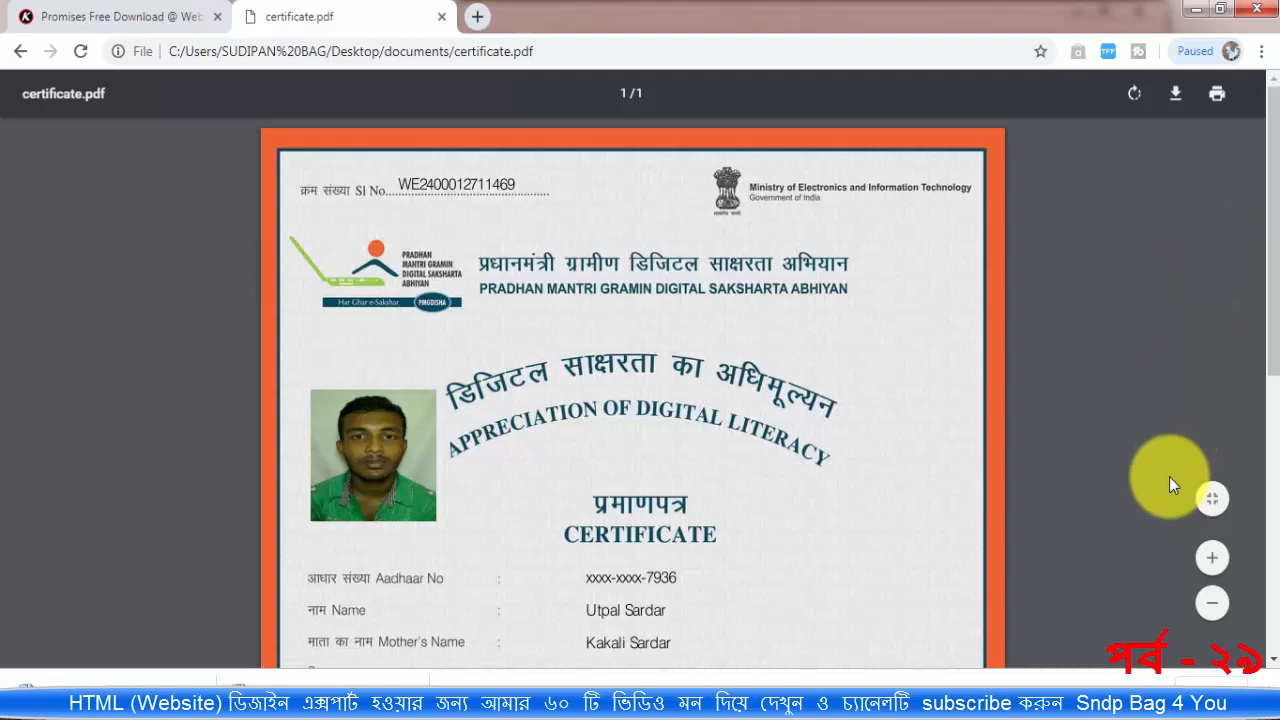 Promises Free Download @ Web
certificate.pdf
File
C:/Users/SUDIPAN%20BAG/Desktop/documents/certificate.pdf
TFF
Paused
certificate.pdf
1 / 1
क्रम संख्या Sl No. WE2400012711469
Ministry of Electronics and Information Technology
Government of India
PRADHAN
MANTRI GRAMIN
DIGITAL SAKSHARTA
ABHIYAN
Har Ghar e-Sakshar
PMGDISHA
प्रधानमंत्री ग्रामीण डिजिटल साक्षरता अभियान
PRADHAN MANTRI GRAMIN DIGITAL SAKSHARTA ABHIYAN
डिजिटल साक्षरता का अधिमूल्यन
APPRECIATION OF DIGITAL LITERACY
प्रमाणपत्र
CERTIFICATE
आधार संख्या Aadhaar No : xxxx-xxxx-7936
नाम Name : Utpal Sardar
माता का नाम Mother's Name : Kakali Sardar
পর্ব - ২৯
HTML (Website) ডিজাইন এক্সপার্ট হওয়ার জন্য আমার ৬০ টি ভিডিও মন দিয়ে দেখুন ও চ্যানেলটি subscribe করুন Sndp Bag 4 You